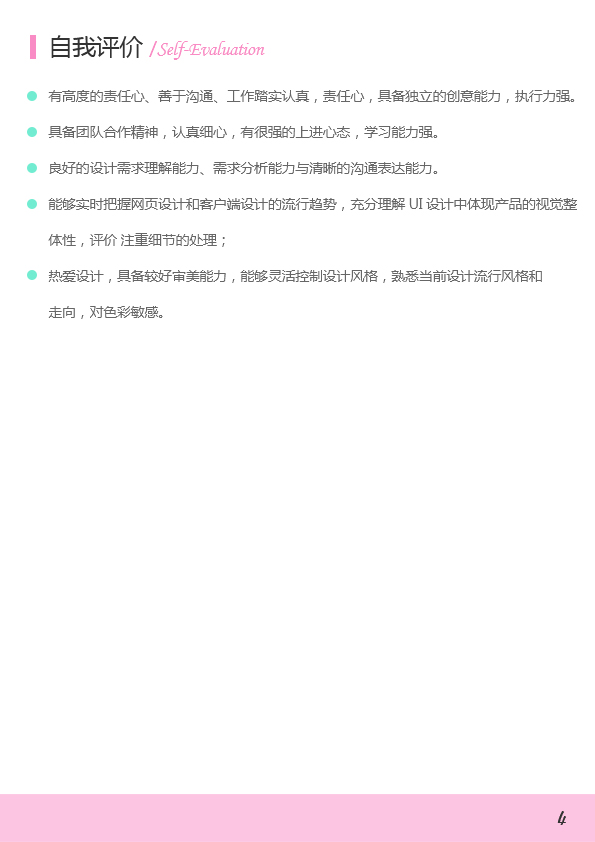 自我评价 /Self-Evaluation
有高度的责任心、善于沟通、工作踏实认真，责任心，具备独立的创意能力，执行力强。
具备团队合作精神，认真细心，有很强的上进心态，学习能力强。
良好的设计需求理解能力、需求分析能力与清晰的沟通表达能力。
能够实时把握网页设计和客户端设计的流行趋势，充分理解 UI 设计中体现产品的视觉整
体性，评价 注重细节的处理；
热爱设计，具备较好审美能力，能够灵活控制设计风格，熟悉当前设计流行风格和
走向，对色彩敏感。
4